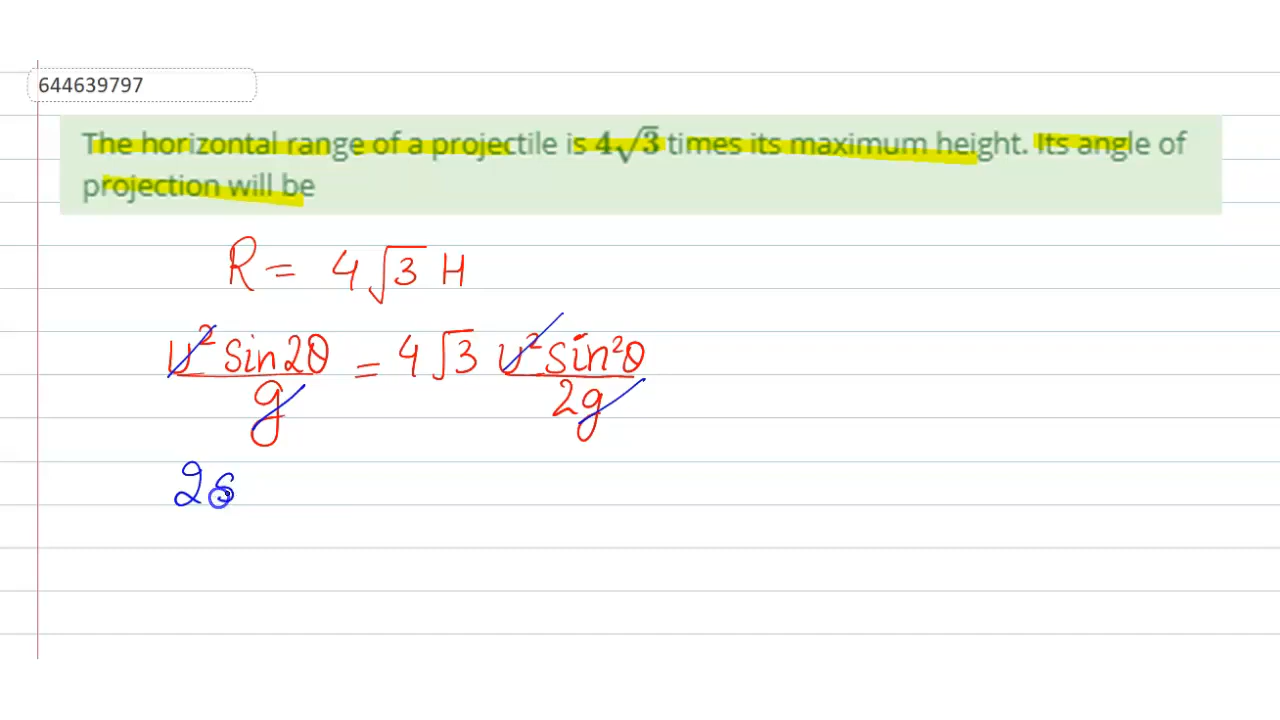 644639797
The horizontal range of a projectile is 4√3 times its maximum height. Its angle of
projection will be
R = 4√3 H
u² sin2θ / g = 4√3 u² sin²θ / 2g
2s